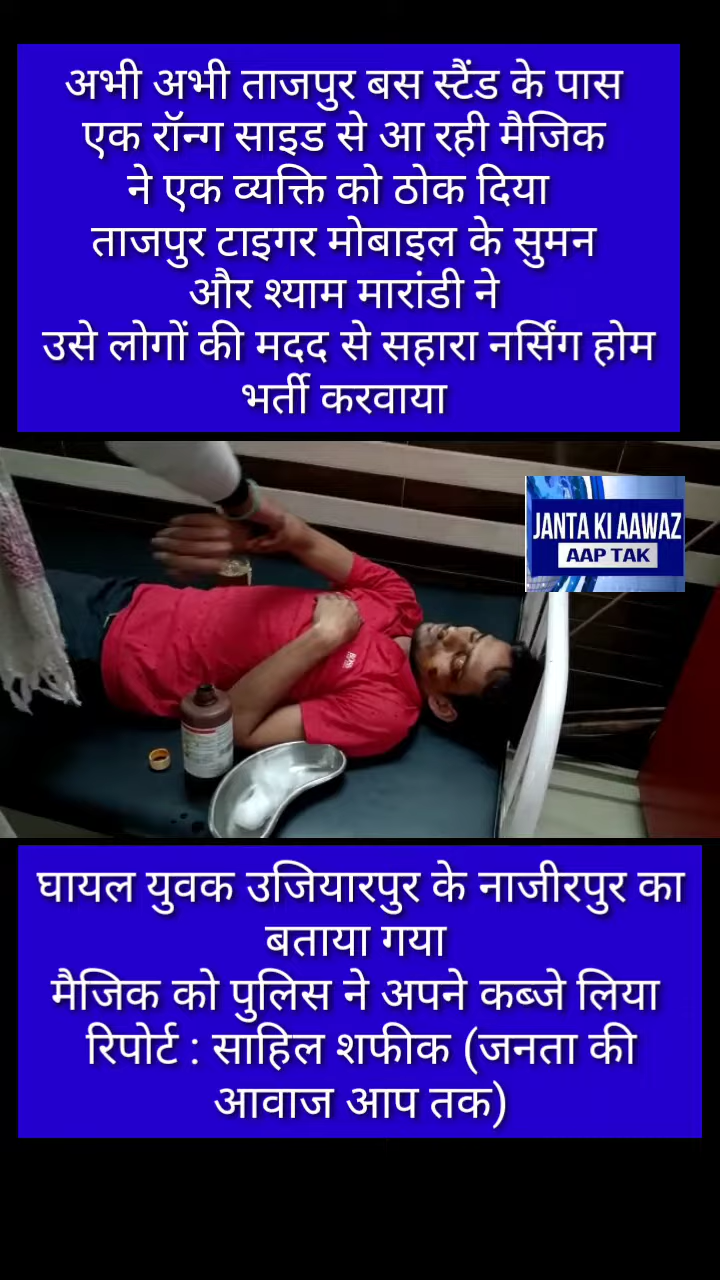 अभी अभी ताजपुर बस स्टैंड के पास
एक रॉन्ग साइड से आ रही मैजिक
ने एक व्यक्ति को ठोक दिया
ताजपुर टाइगर मोबाइल के सुमन
और श्याम मारांडी ने
उसे लोगों की मदद से सहारा नर्सिंग होम
भर्ती करवाया
JANTA KI AAWAZ
AAP TAK
घायल युवक उजियारपुर के नाजीरपुर का
बताया गया
मैजिक को पुलिस ने अपने कब्जे लिया
रिपोर्ट : साहिल शफीक (जनता की
आवाज आप तक)